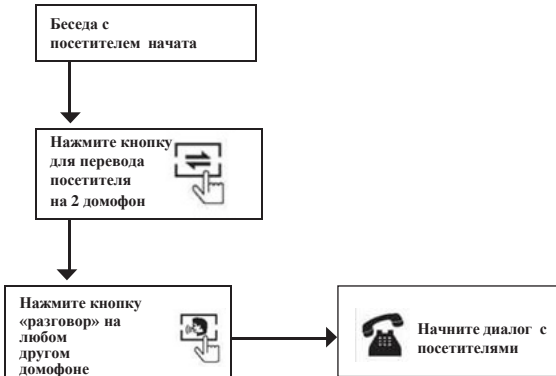 Беседа с
посетителем начата
Нажмите кнопку
для перевода
посетителя
на 2 домофон
Нажмите кнопку
«разговор» на
любом
другом
домофоне
Начните диалог с
посетителями